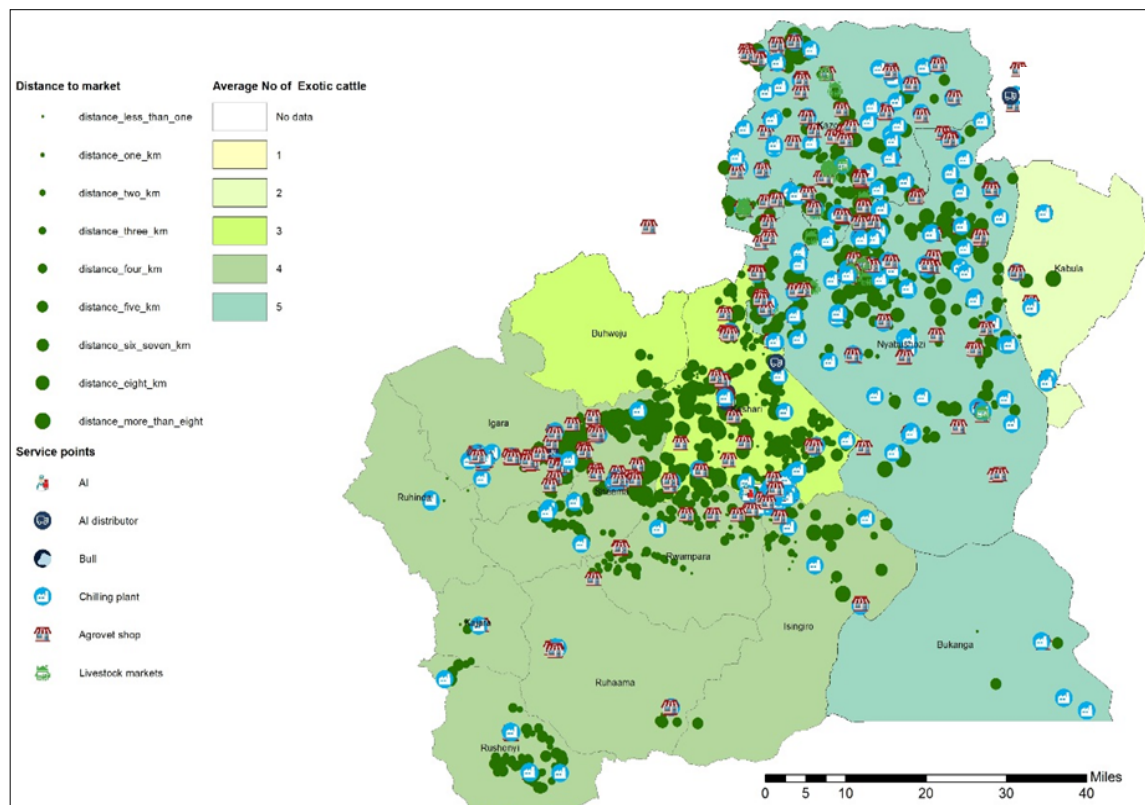 Distance to market
distance_less_than_one
distance_one_km
distance_two_km
distance_three_km
distance_four_km
distance_five_km
distance_six_seven_km
distance_eight_km
distance_more_than_eight
Average No of Exotic cattle
No data
1
2
3
4
5
Service points
AI
AI distributor
Bull
Chilling plant
Agrovet shop
Livestock markets
Kabula
Nyabushozi
Buhweju
Igara
Ruhinda
Rwampara
Isingiro
Bukanga
Ruhaama
Rushenyi
Miles
0 5 10 20 30 40